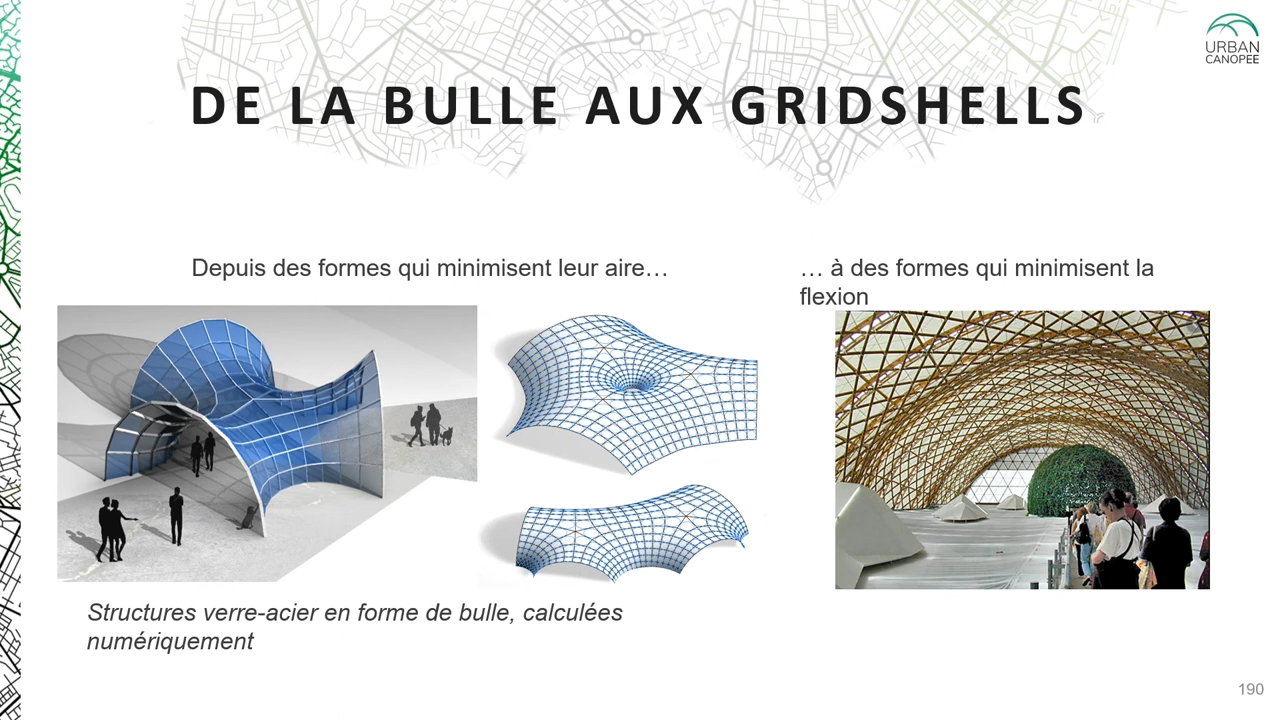 URBAN
CANOPEE
DE LA BULLE AUX GRIDSHELLS
Depuis des formes qui minimisent leur aire…
… à des formes qui minimisent la
flexion
Structures verre-acier en forme de bulle, calculées
numériquement
190